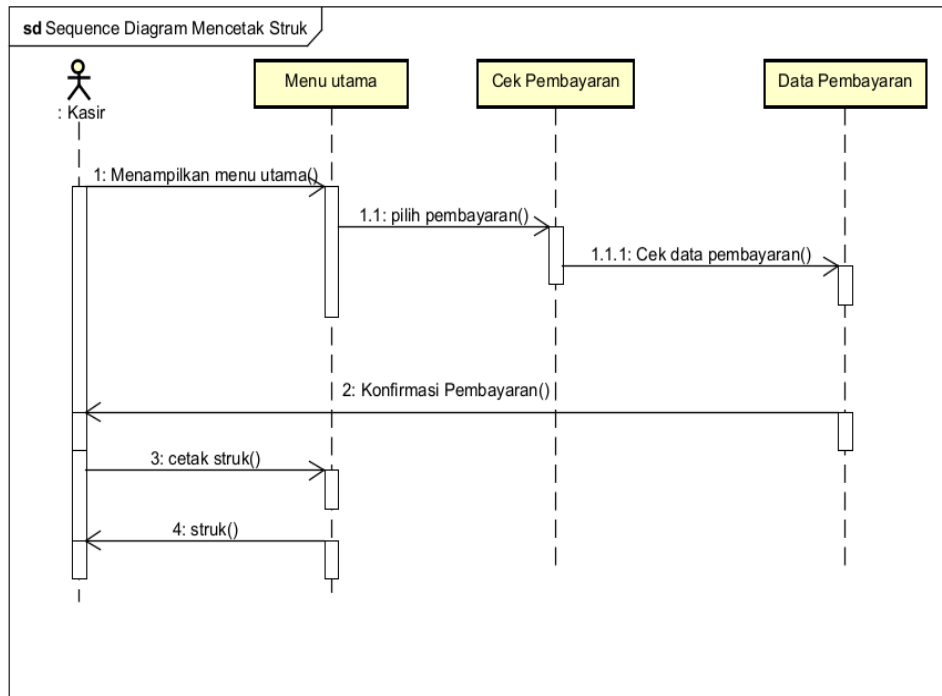 sd Sequence Diagram Mencetak Struk
: Kasir
Menu utama
Cek Pembayaran
Data Pembayaran
1: Menampilkan menu utama()
1.1: pilih pembayaran()
1.1.1: Cek data pembayaran()
2: Konfirmasi Pembayaran()
3: cetak struk()
4: struk()